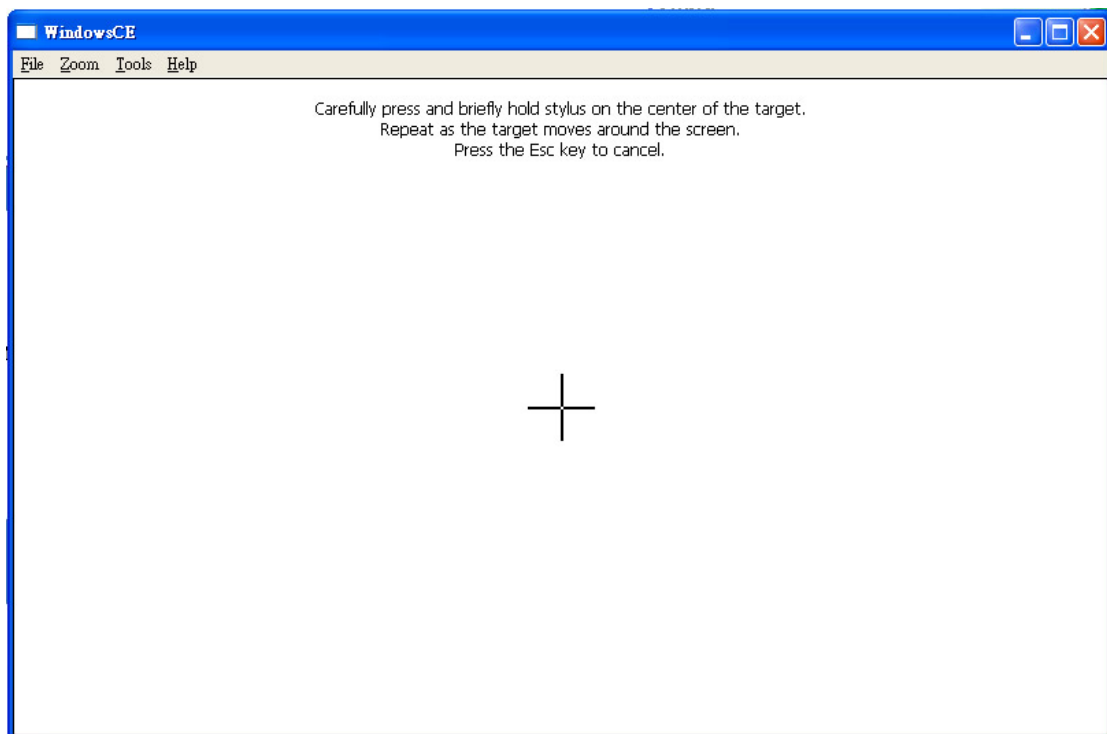 WindowsCE
File Zoom Tools Help
Carefully press and briefly hold stylus on the center of the target.
Repeat as the target moves around the screen.
Press the Esc key to cancel.